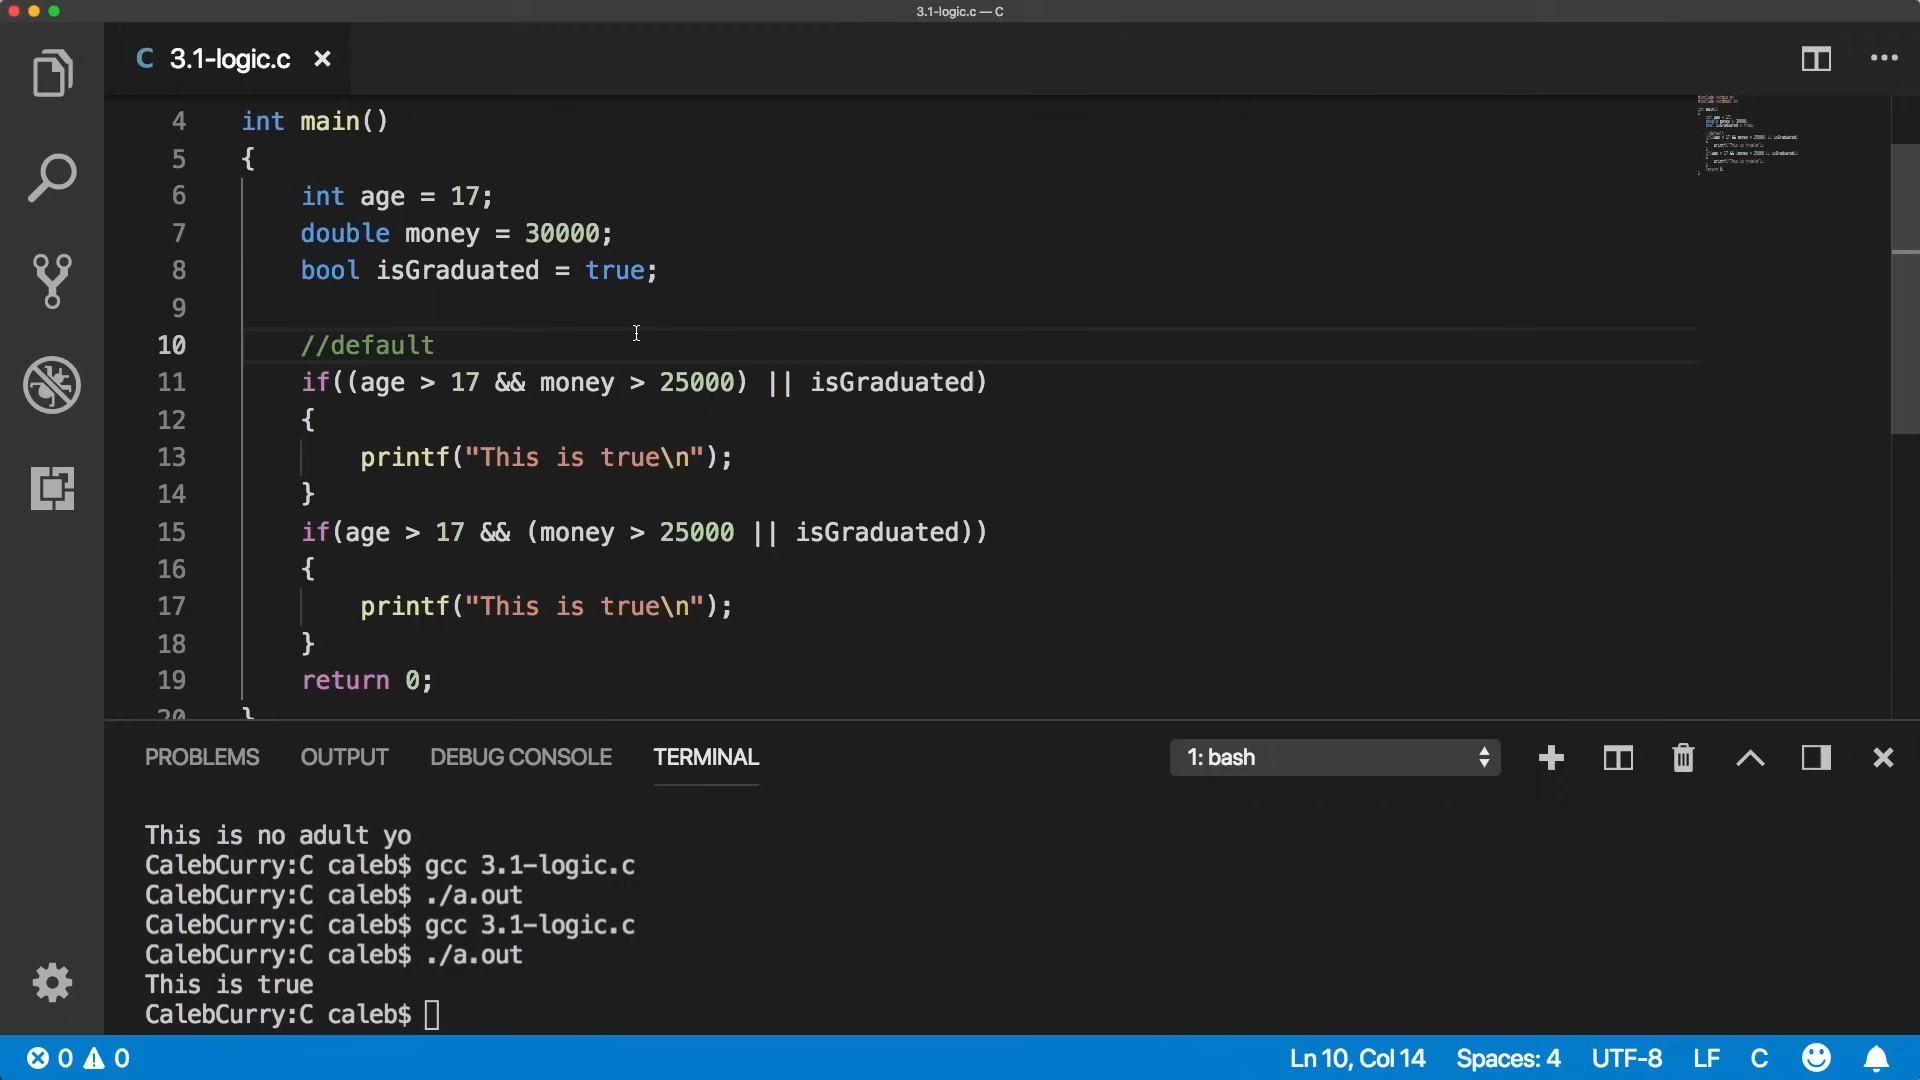 3.1-logic.c — C
C 3.1-logic.c
4 int main()
5 {
6 int age = 17;
7 double money = 30000;
8 bool isGraduated = true;
9
10 //default
11 if((age > 17 && money > 25000) || isGraduated)
12 {
13 printf("This is true\n");
14 }
15 if(age > 17 && (money > 25000 || isGraduated))
16 {
17 printf("This is true\n");
18 }
19 return 0;
20 }
PROBLEMS OUTPUT DEBUG CONSOLE TERMINAL 1: bash
This is no adult yo
CalebCurry:C caleb$ gcc 3.1-logic.c
CalebCurry:C caleb$ ./a.out
CalebCurry:C caleb$ gcc 3.1-logic.c
CalebCurry:C caleb$ ./a.out
This is true
CalebCurry:C caleb$
0 0 Ln 10, Col 14 Spaces: 4 UTF-8 LF C